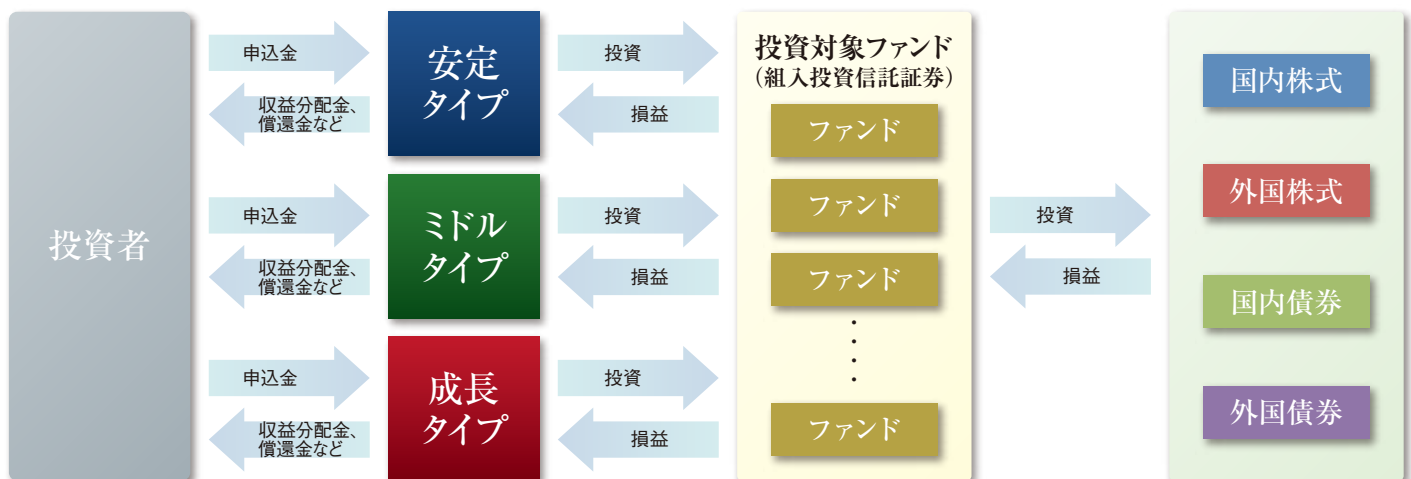 投資者
申込金
収益分配金、
償還金など
安定
タイプ
投資
損益
申込金
収益分配金、
償還金など
ミドル
タイプ
投資
損益
申込金
収益分配金、
償還金など
成長
タイプ
投資
損益
投資対象ファンド
(組入投資信託証券)
ファンド
ファンド
ファンド
・・・・
ファンド
投資
損益
国内株式
外国株式
国内債券
外国債券